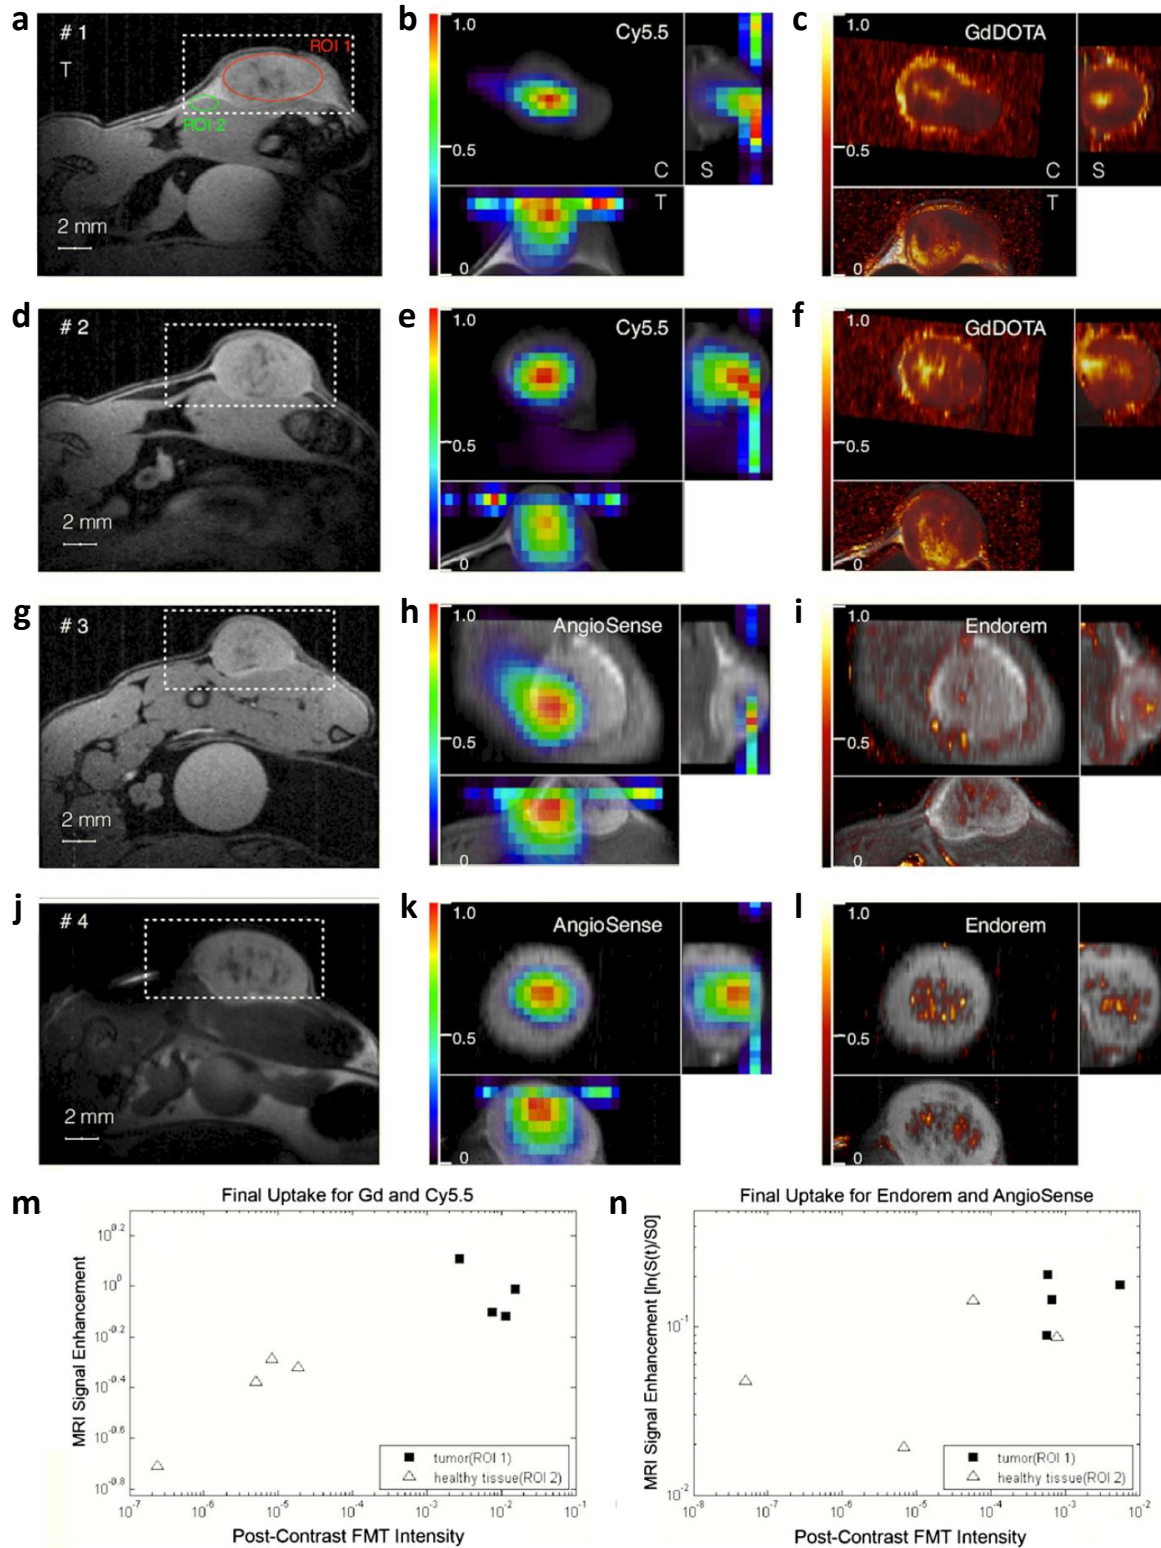 a
# 1
T
ROI 1
ROI 2
2 mm
b
1.0
0.5
0
Cy5.5
C
S
T
c
1.0
0.5
0
GdDOTA
C
S
T
d
# 2
2 mm
e
1.0
0.5
0
Cy5.5
f
1.0
0.5
0
GdDOTA
g
# 3
2 mm
h
1.0
0.5
0
AngioSense
i
1.0
0.5
0
Endorem
j
# 4
2 mm
k
1.0
0.5
0
AngioSense
l
1.0
0.5
0
Endorem
m
Final Uptake for Gd and Cy5.5
MRI Signal Enhancement
10^0.2
10^0
10^-0.2
10^-0.4
10^-0.6
10^-0.8
10^-7
10^-6
10^-5
10^-4
10^-3
10^-2
10^-1
tumor(ROI 1)
healthy tissue(ROI 2)
Post-Contrast FMT Intensity
n
Final Uptake for Endorem and AngioSense
MRI Signal Enhancement [ln(S(t)/S0]
10^-1
10^-2
10^-8
10^-7
10^-6
10^-5
10^-4
10^-3
10^-2
tumor(ROI 1)
healthy tissue(ROI 2)
Post-Contrast FMT Intensity